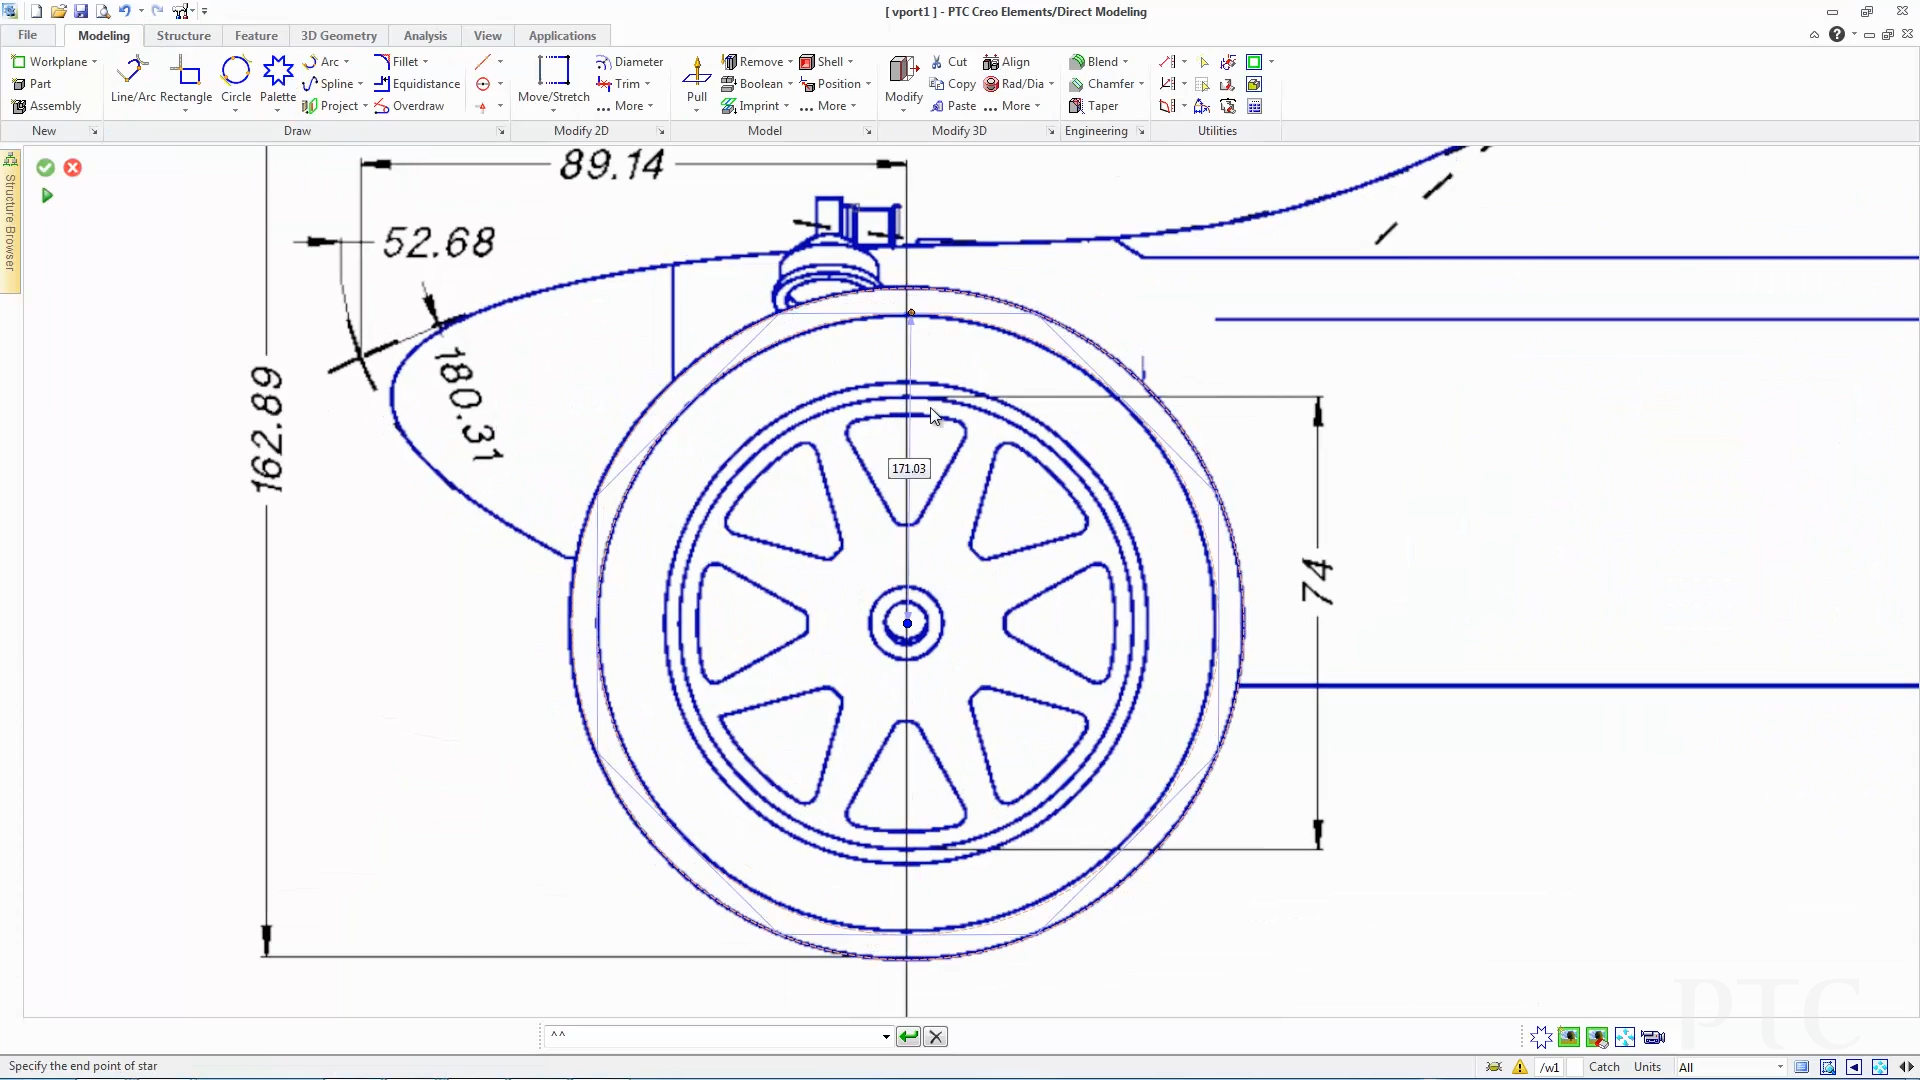 [ vport1 ] - PTC Creo Elements/Direct Modeling
File Modeling Structure Feature 3D Geometry Analysis View Applications
Workplane Arc Fillet Diameter Remove Shell Cut Align Blend
Part Line/Arc Rectangle Circle Palette Spline Equidistance Move/Stretch Trim Pull Boolean Position Modify Copy Rad/Dia Chamfer
Assembly Project Overdraw ... More Imprint ... More Paste ... More Taper
New Draw Modify 2D Model Modify 3D Engineering Utilities
Structure Browser
89.14
52.68
180.31
162.89
171.03
74
PTC
^^
Specify the end point of star
/w1 Catch Units All